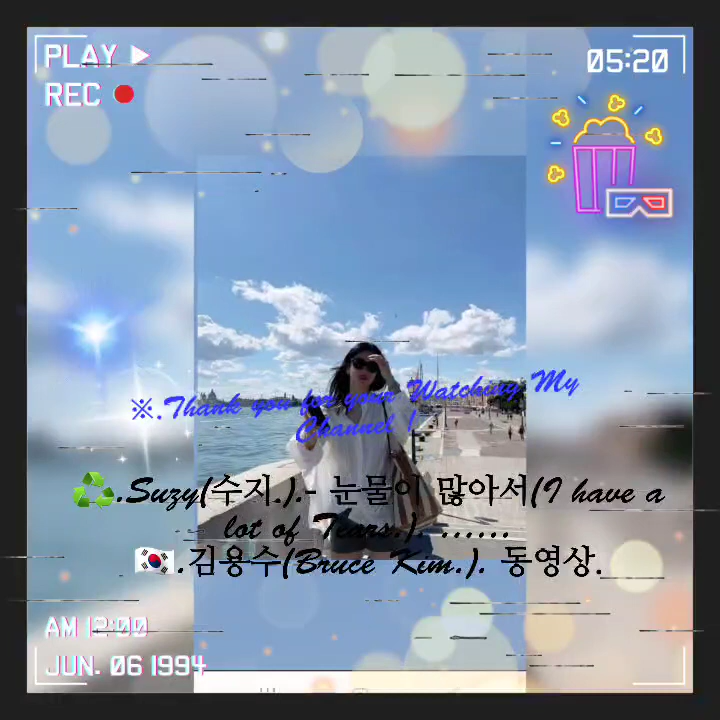 PLAY
05:20
REC
※.Thank you for your Watching My
Channel !
.Suzy(수지.).- 눈물이 많아서(I have a
lot of Tears.) ......
.김용수(Bruce Kim.). 동영상.
AM 12:00
JUN. 06 1994